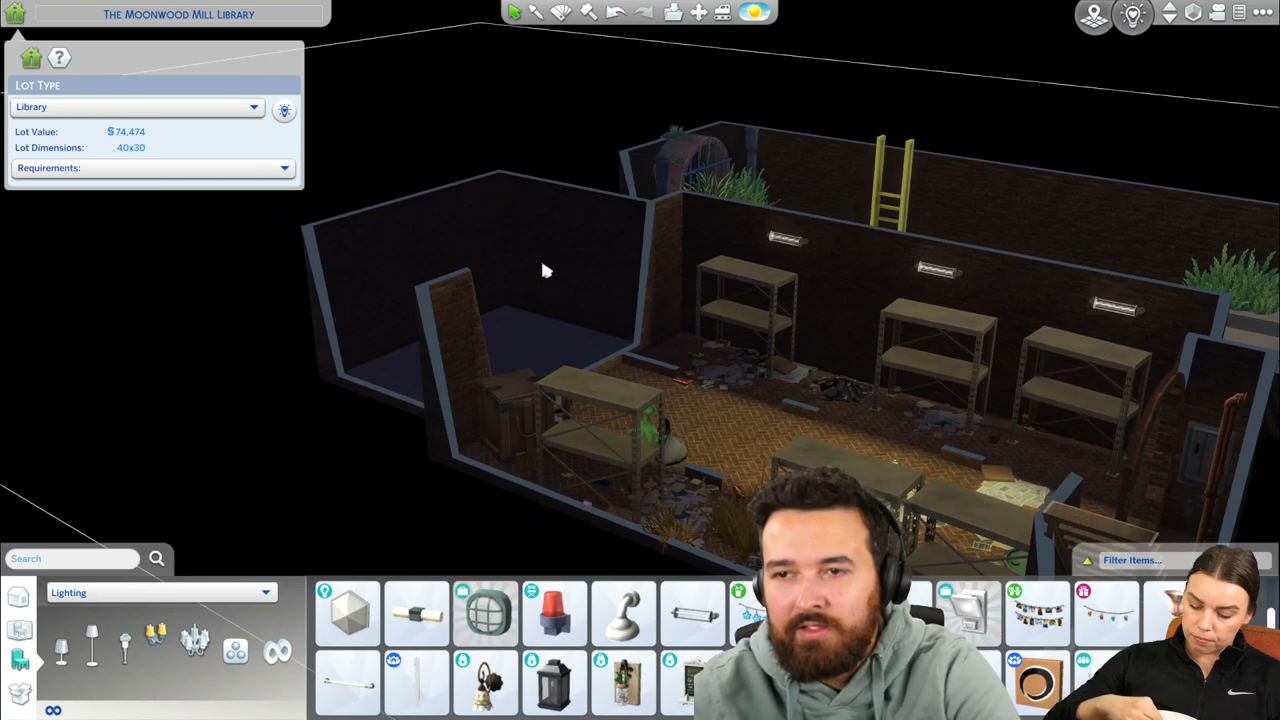 The Moonwood Mill Library
Lot Type
Library
Lot Value: §74,474
Lot Dimensions: 40x30
Requirements:
Search
Filter Items...
Lighting